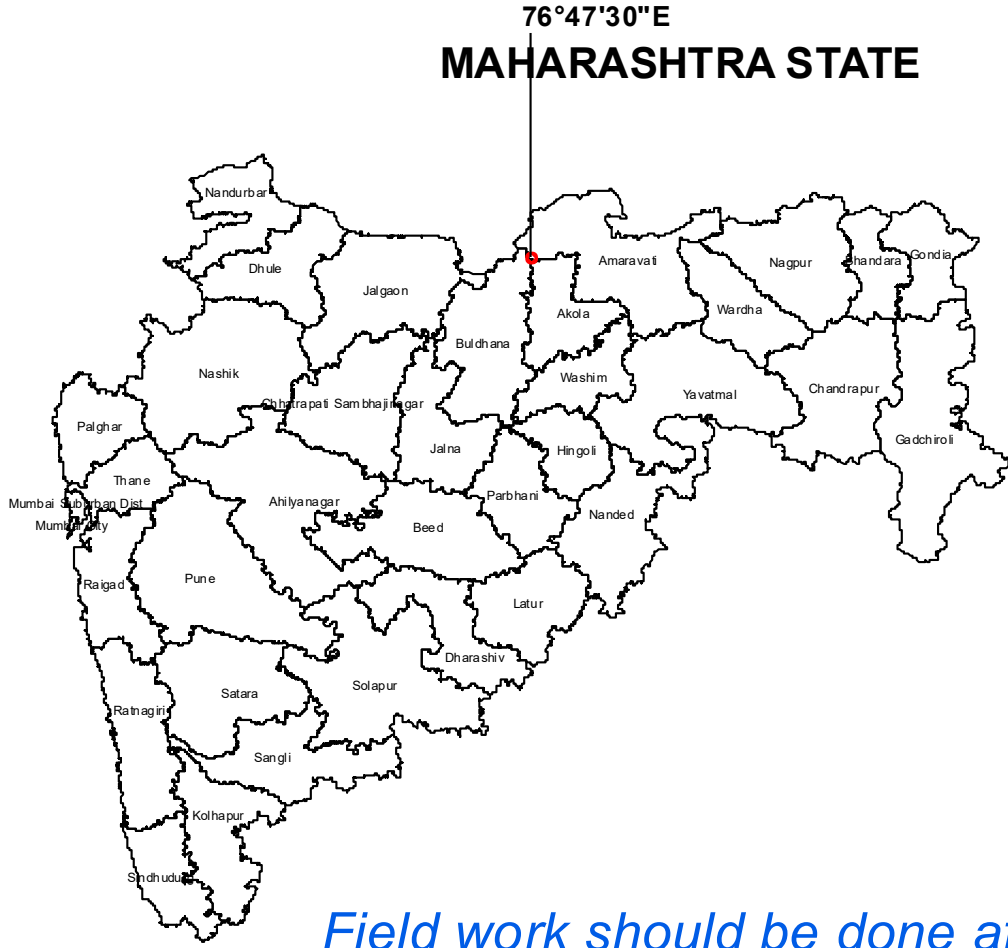 76°47'30"E
MAHARASHTRA STATE
Nandurbar
Dhule
Jalgaon
Amaravati
Nagpur
Bhandara
Gondia
Akola
Wardha
Buldhana
Nashik
Washim
Yavatmal
Chandrapur
Chhatrapati Sambhajinagar
Palghar
Jalna
Hingoli
Gadchiroli
Thane
Ahilyanagar
Parbhani
Mumbai Suburban Dist
Mumbai City
Beed
Nanded
Raigad
Pune
Latur
Dharashiv
Satara
Solapur
Ratnagiri
Sangli
Kolhapur
Sindhudurg
Field work should be done a